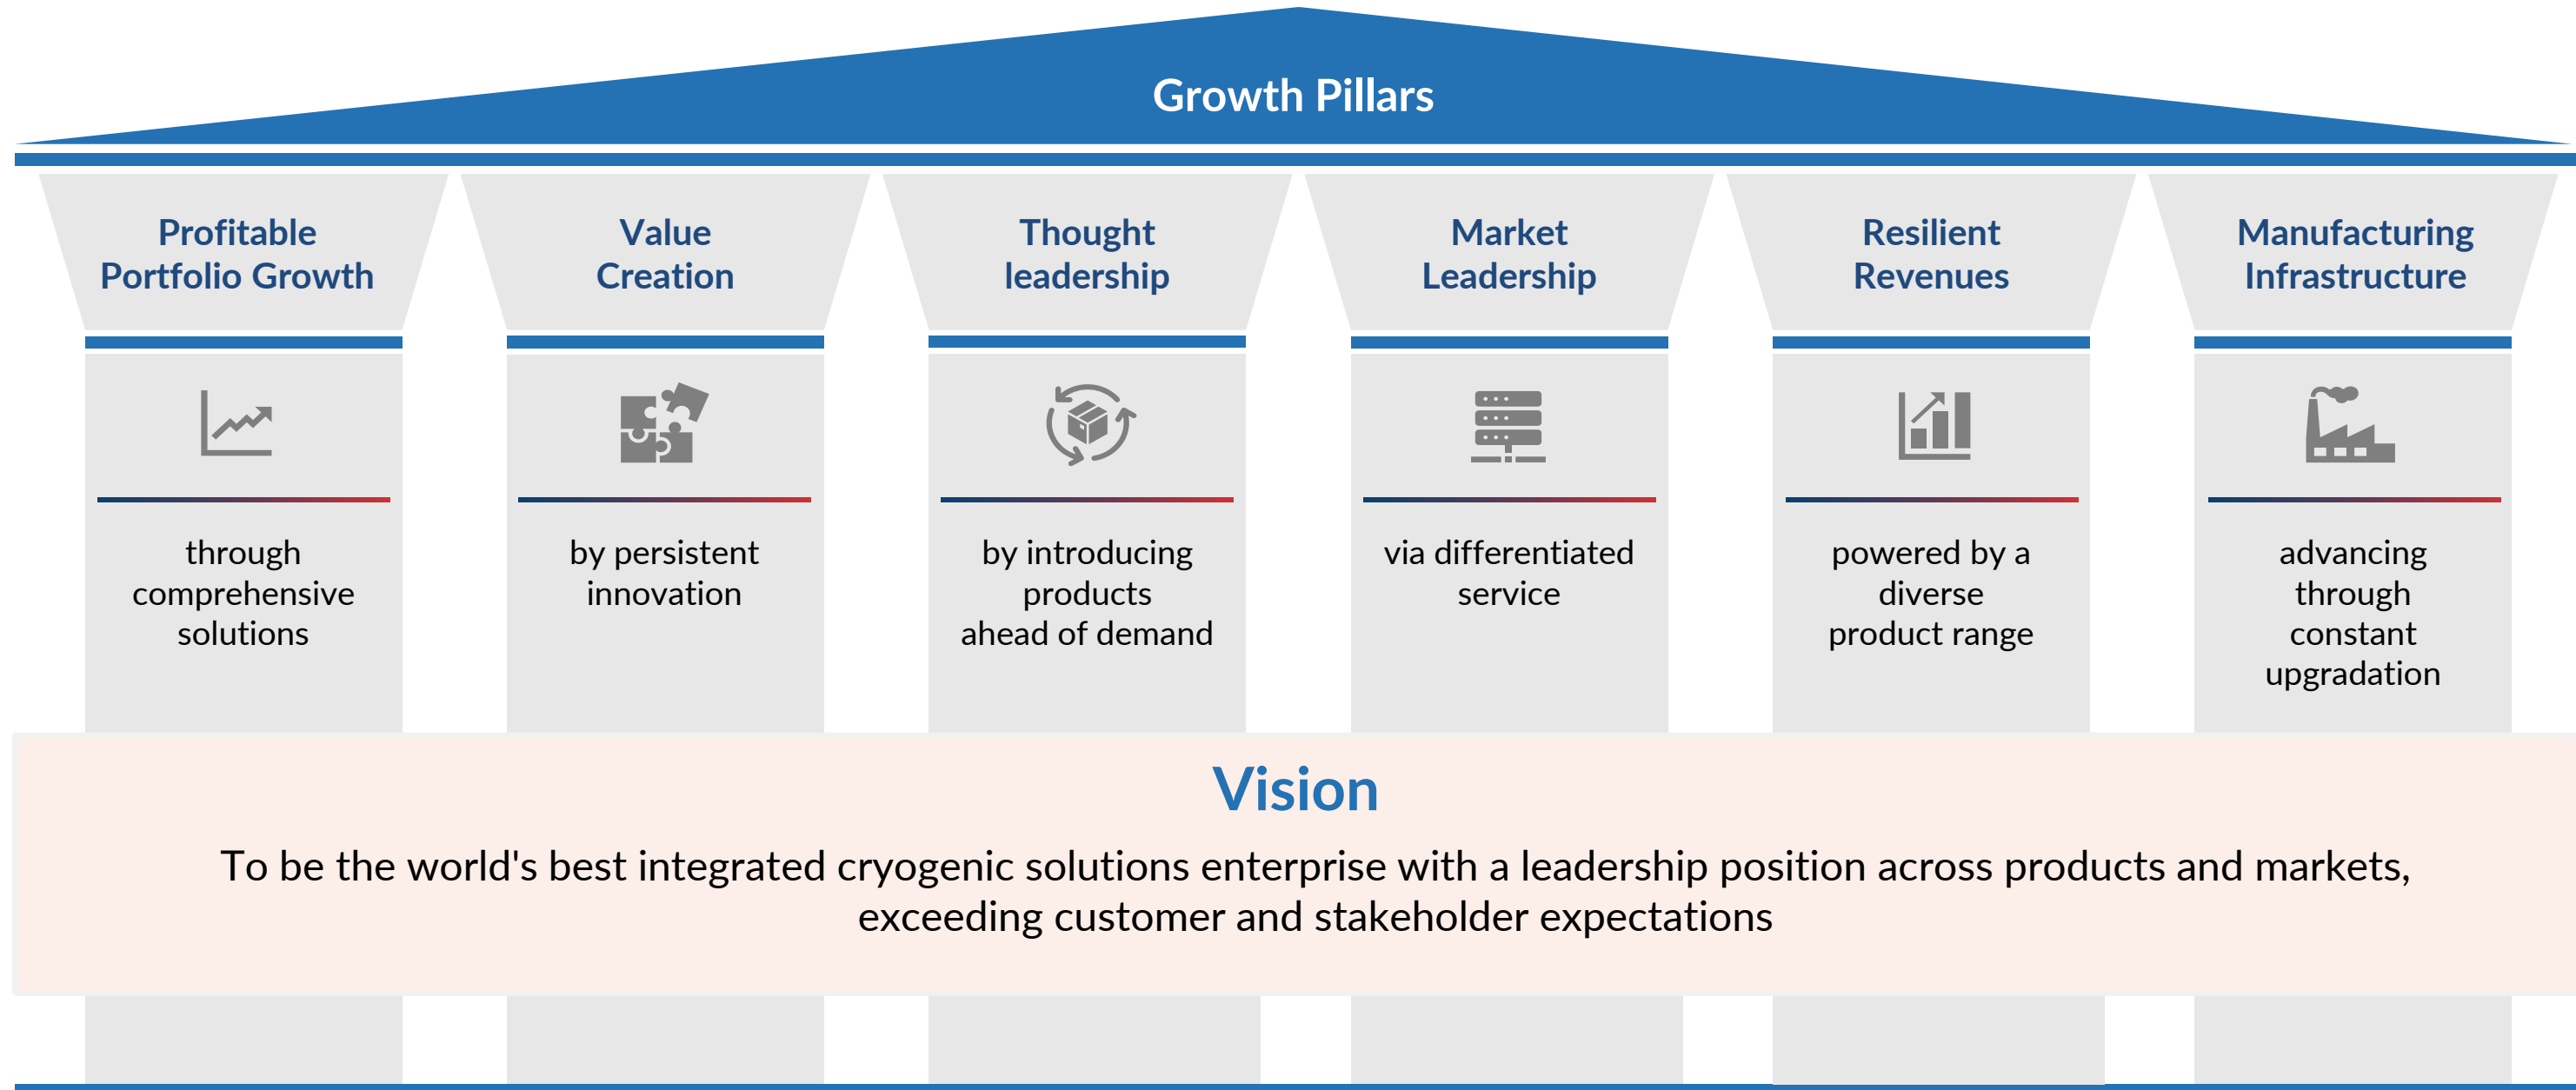 Growth Pillars
Profitable
Portfolio Growth
through
comprehensive
solutions
Value
Creation
by persistent
innovation
Thought
leadership
by introducing
products
ahead of demand
Market
Leadership
via differentiated
service
Resilient
Revenues
powered by a
diverse
product range
Manufacturing
Infrastructure
advancing
through
constant
upgradation
Vision
To be the world's best integrated cryogenic solutions enterprise with a leadership position across products and markets,
exceeding customer and stakeholder expectations